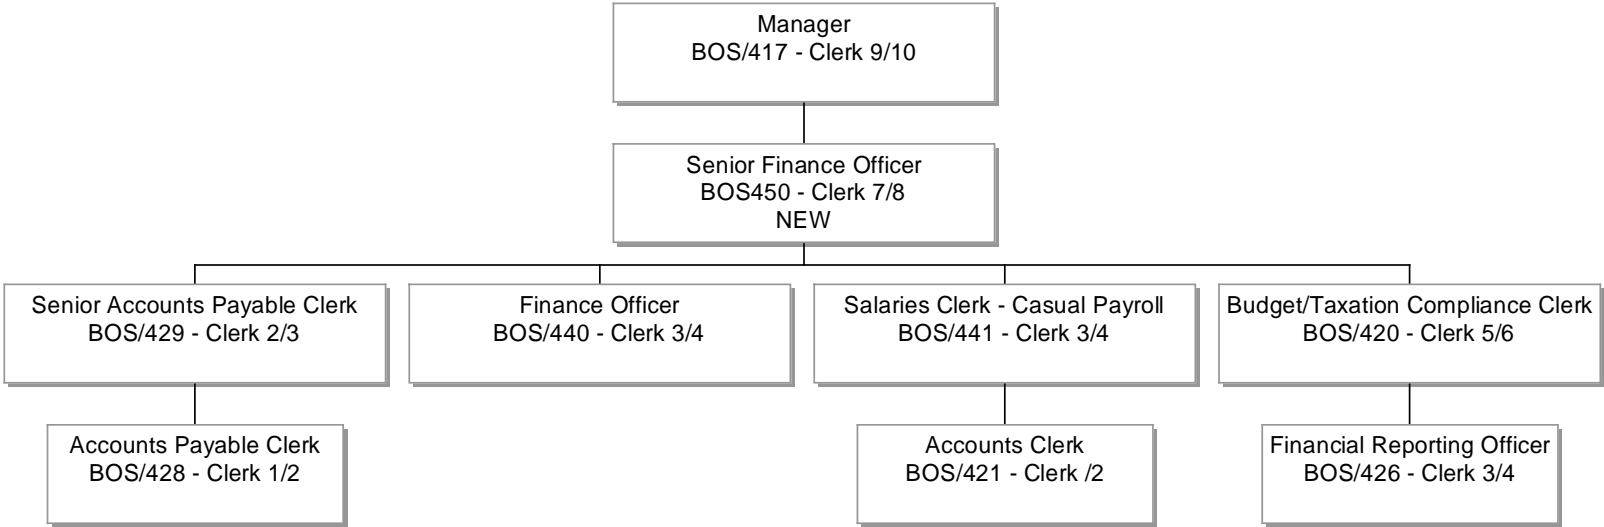 Manager
BOS/417 - Clerk 9/10
Senior Finance Officer
BOS450 - Clerk 7/8
NEW
Senior Accounts Payable Clerk
BOS/429 - Clerk 2/3
Finance Officer
BOS/440 - Clerk 3/4
Salaries Clerk - Casual Payroll
BOS/441 - Clerk 3/4
Budget/Taxation Compliance Clerk
BOS/420 - Clerk 5/6
Accounts Payable Clerk
BOS/428 - Clerk 1/2
Accounts Clerk
BOS/421 - Clerk /2
Financial Reporting Officer
BOS/426 - Clerk 3/4